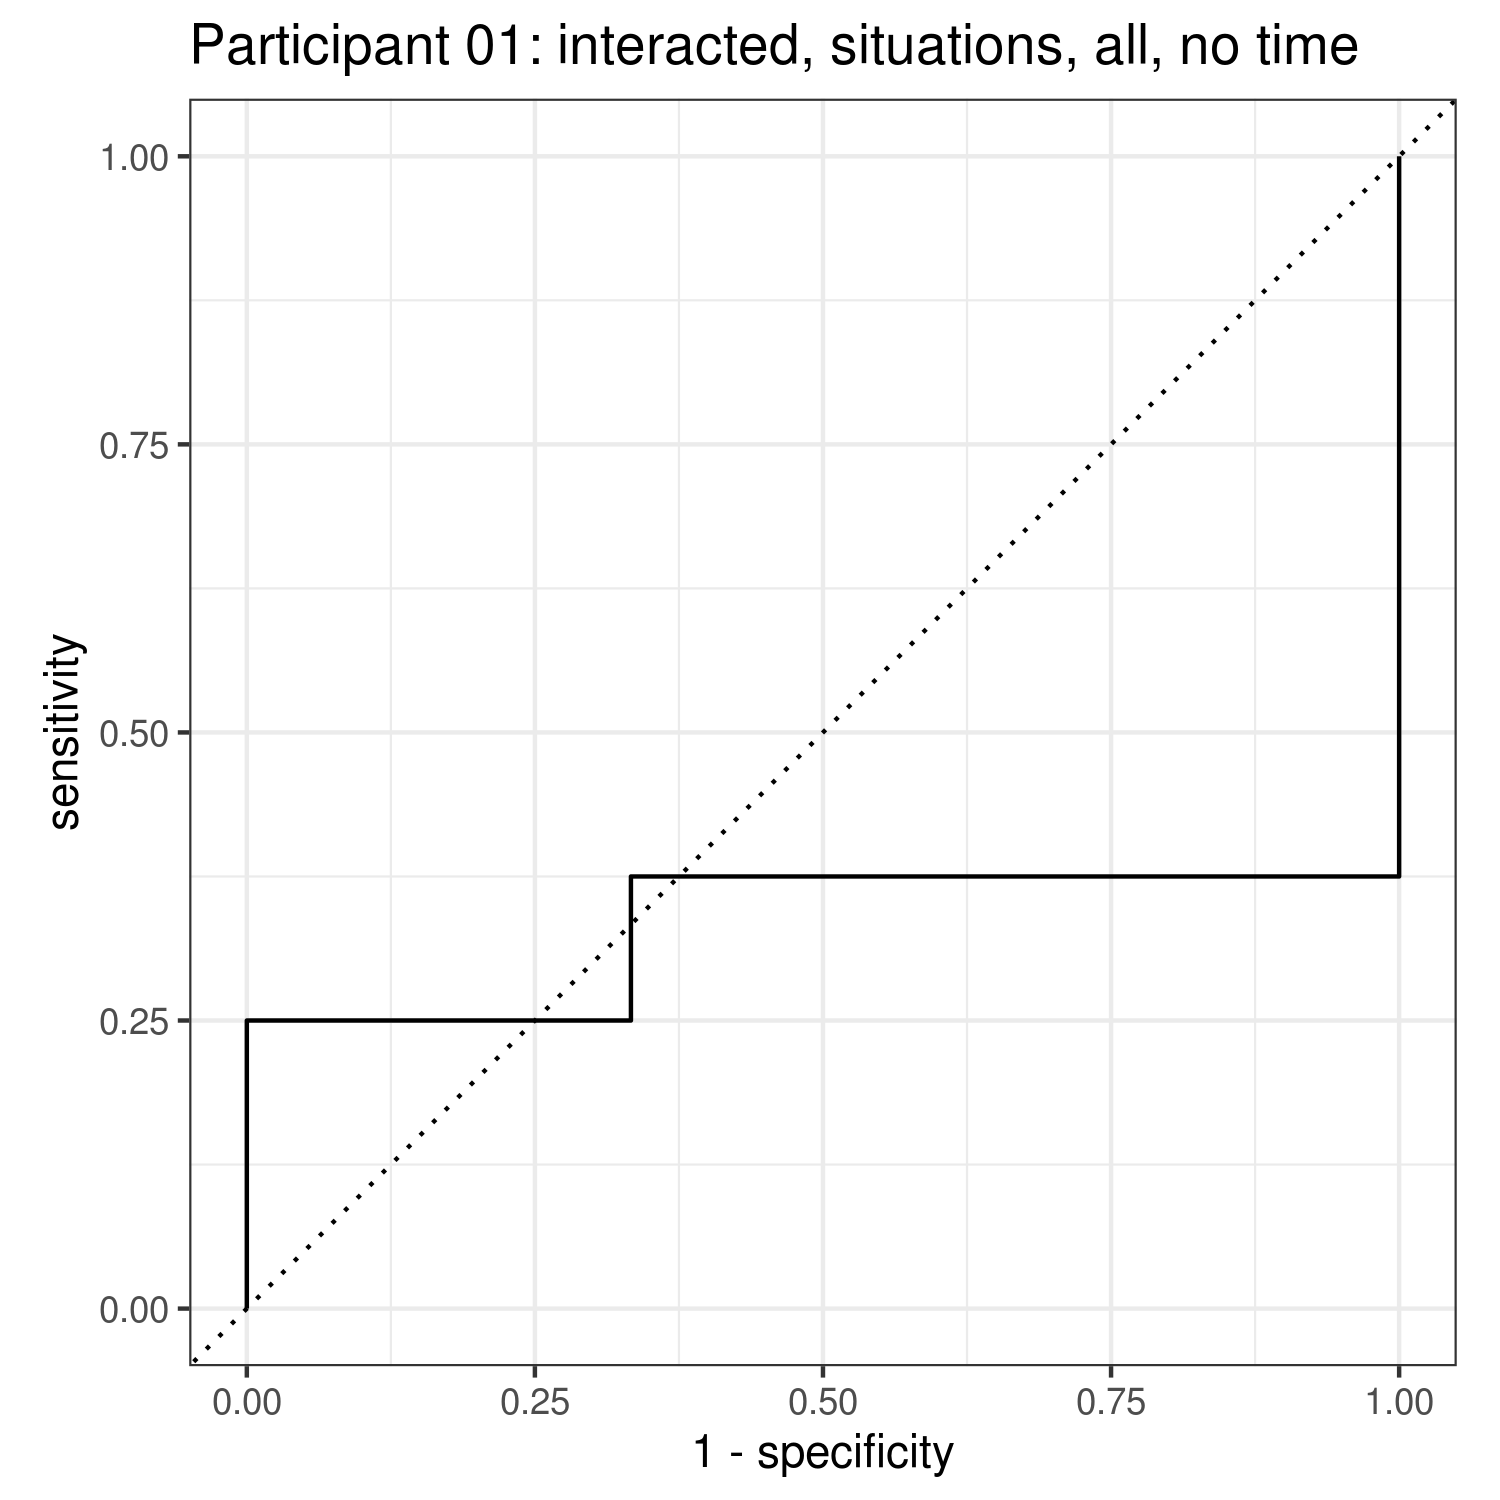 Participant 01: interacted, situations, all, no time
1.00
0.75
0.50
0.25
0.00
sensitivity
0.00 0.25 0.50 0.75 1.00
1 - specificity